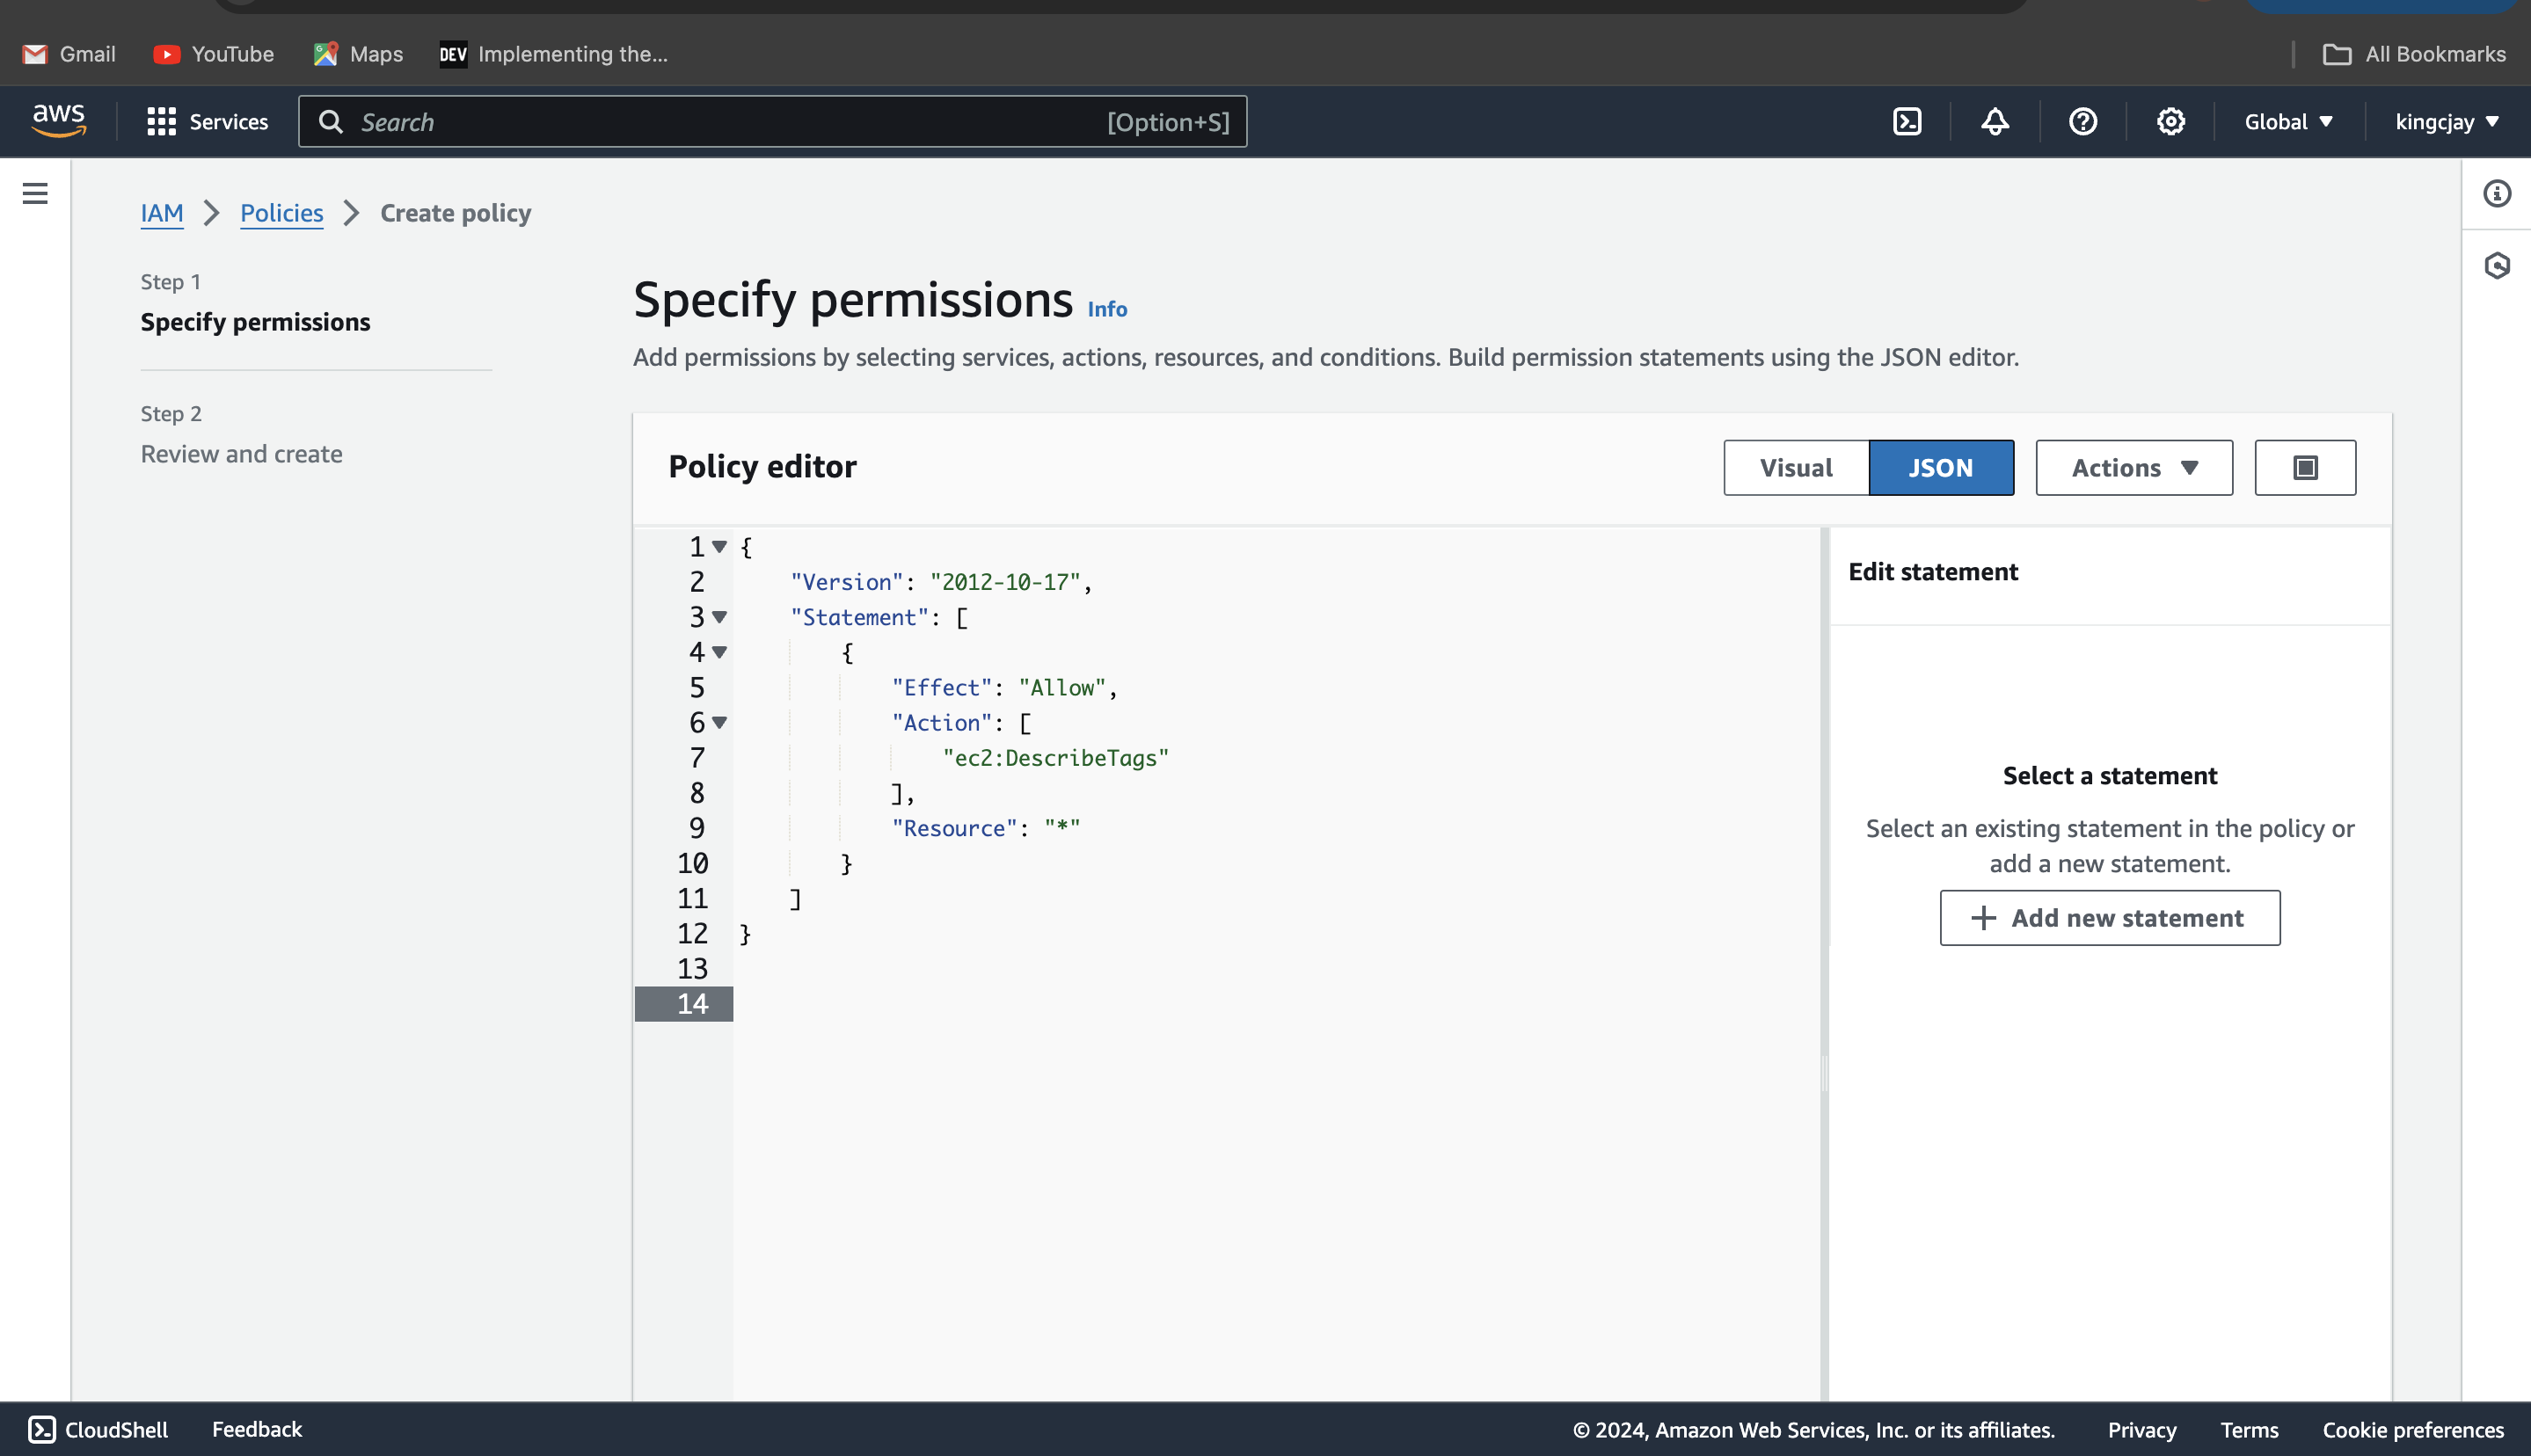 Gmail YouTube Maps DEV Implementing the... All Bookmarks
aws Services Search [Option+S] Global kingcjay
IAM Policies Create policy
Step 1
Specify permissions
Step 2
Review and create
Specify permissions Info
Add permissions by selecting services, actions, resources, and conditions. Build permission statements using the JSON editor.
Policy editor Visual JSON Actions
1 {
2 "Version": "2012-10-17",
3 "Statement": [
4 {
5 "Effect": "Allow",
6 "Action": [
7 "ec2:DescribeTags"
8 ],
9 "Resource": "*"
10 }
11 ]
12 }
13
14
Edit statement
Select a statement
Select an existing statement in the policy or
add a new statement.
Add new statement
CloudShell Feedback © 2024, Amazon Web Services, Inc. or its affiliates. Privacy Terms Cookie preferences